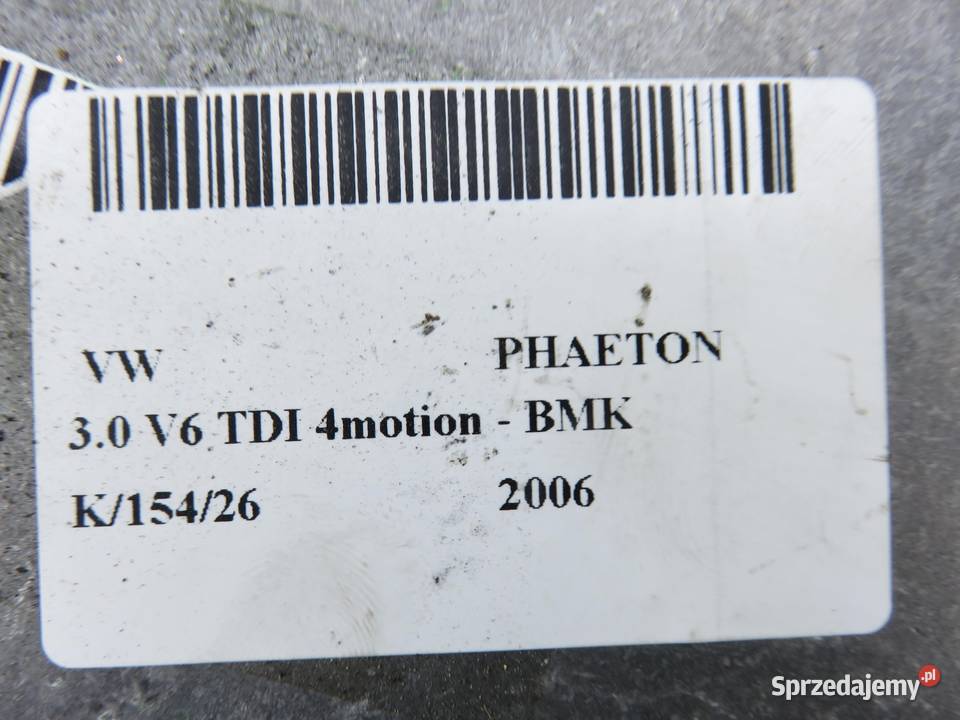 VW PHAETON
3.0 V6 TDI 4motion - BMK
K/154/26 2006
Sprzedajemy.pl